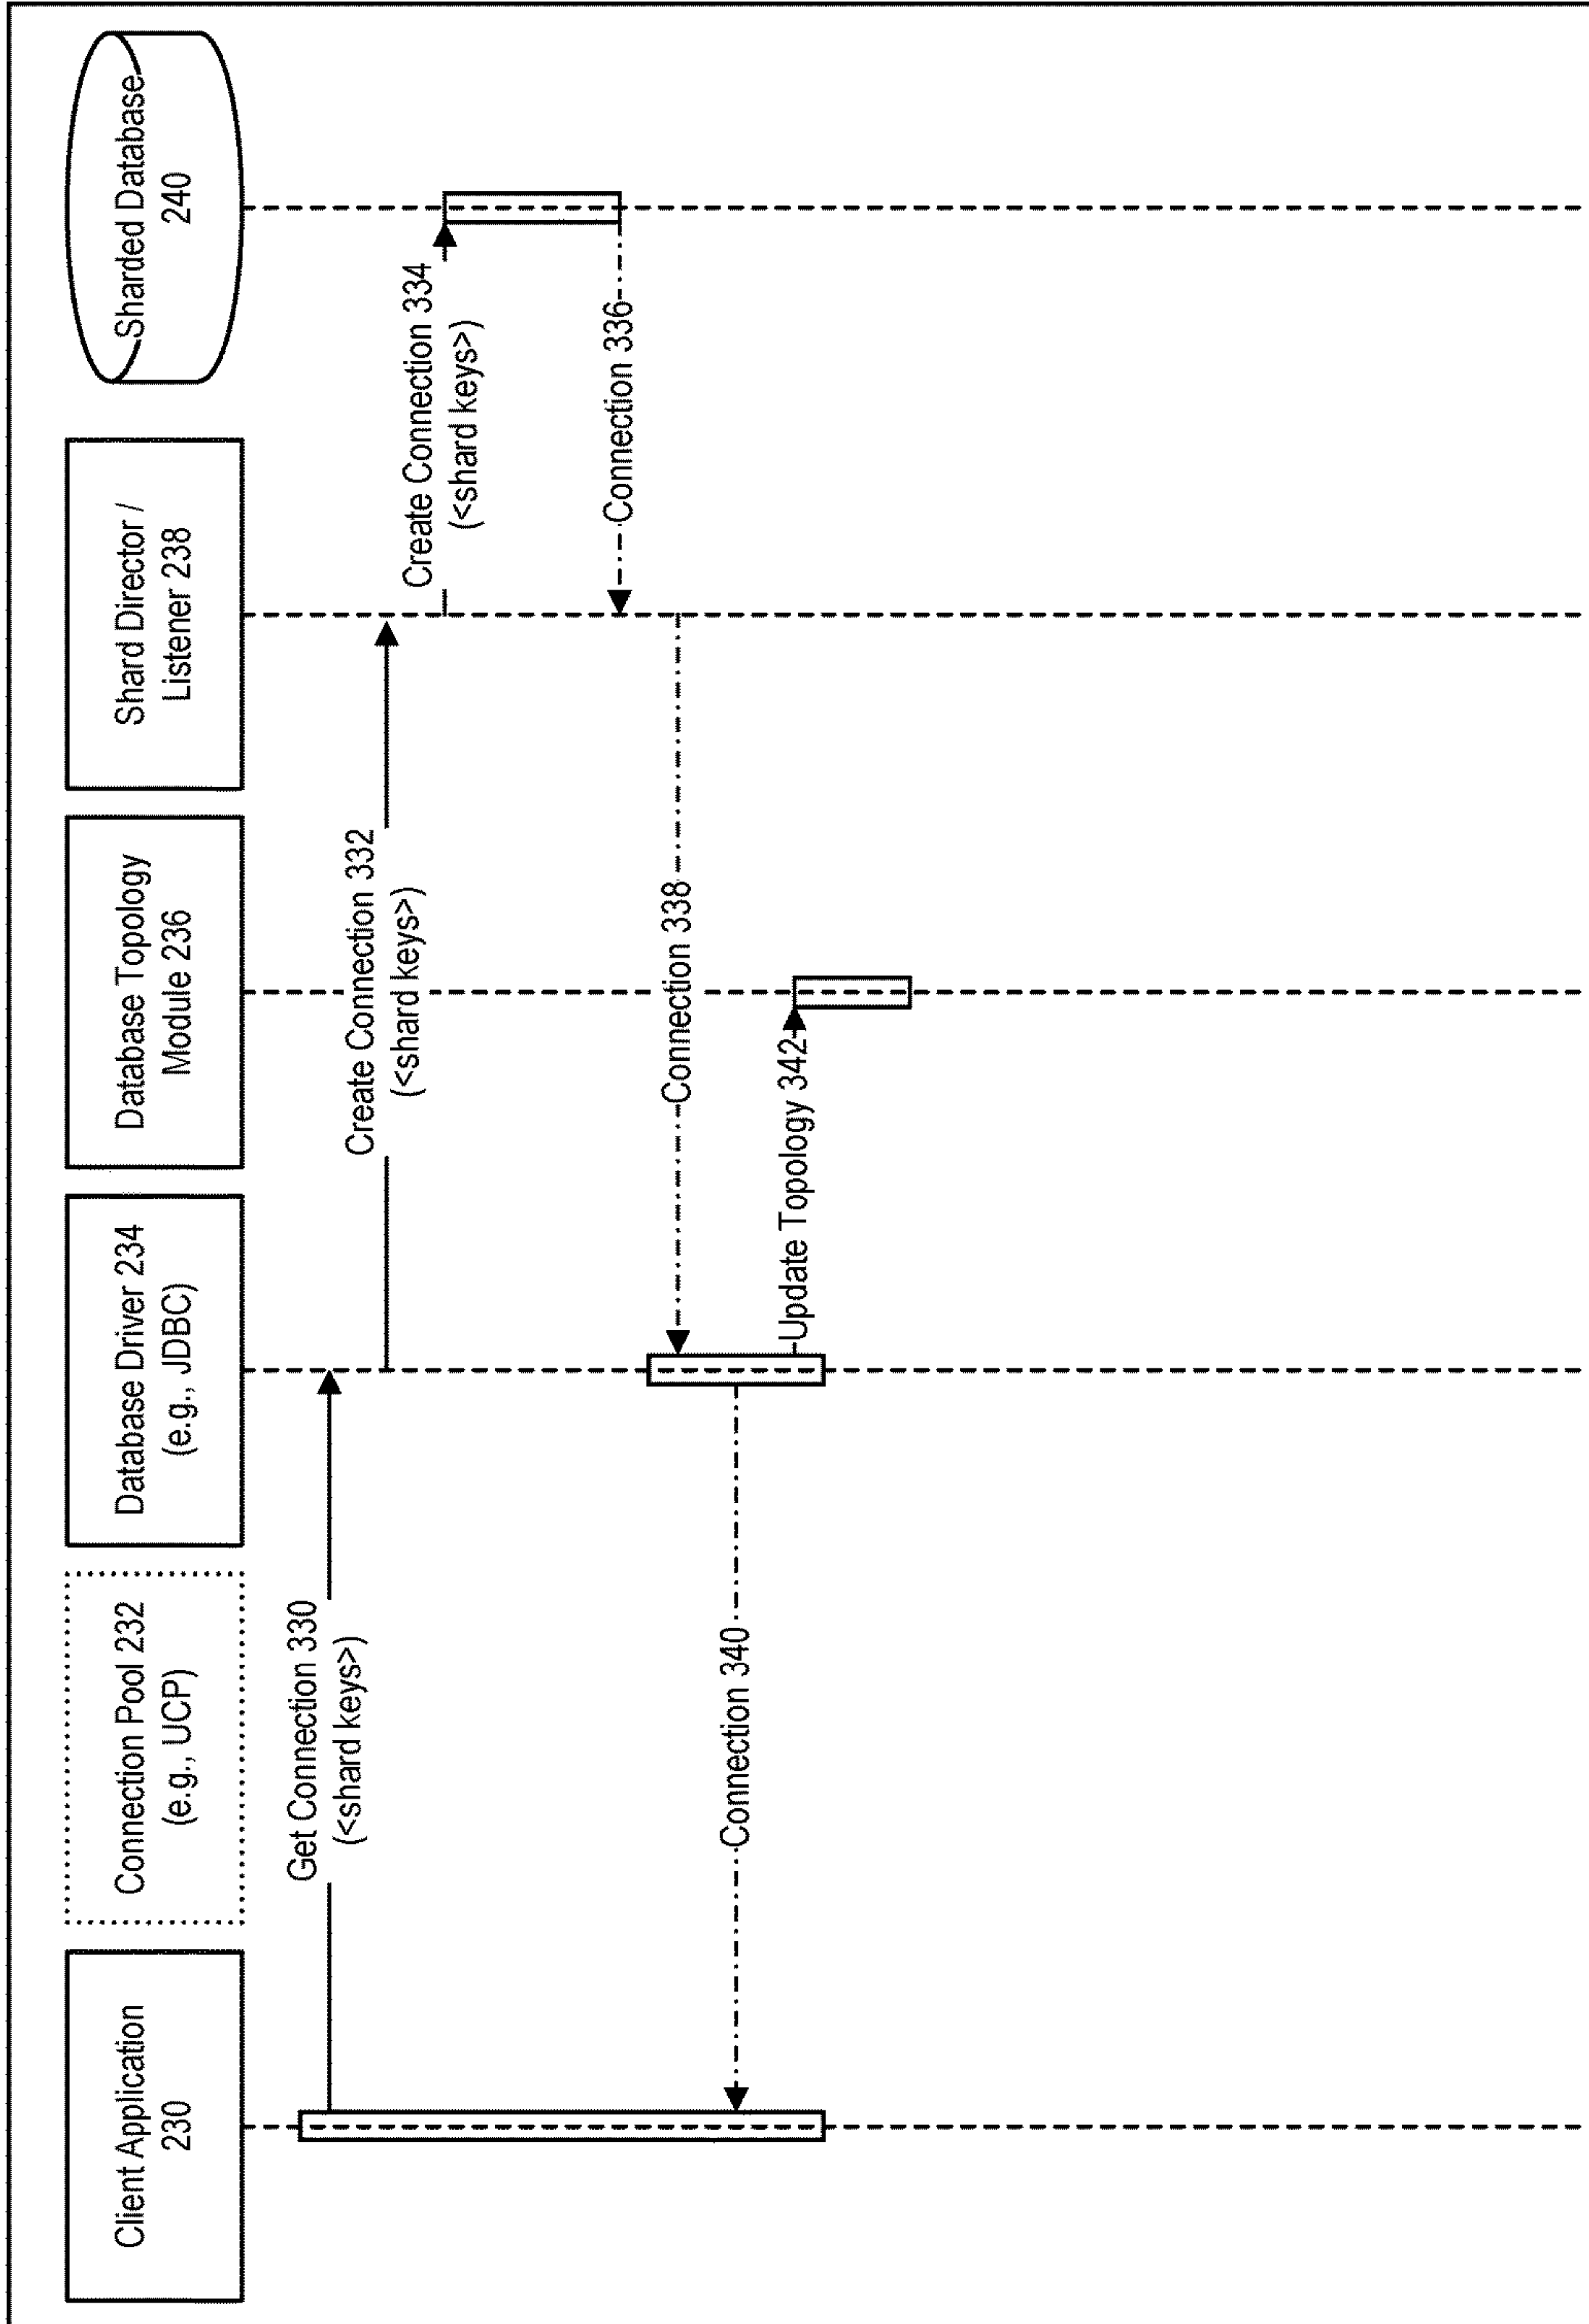 Client Application
230
Connection Pool 232
(e.g., UCP)
Database Driver 234
(e.g., JDBC)
Database Topology
Module 236
Shard Director /
Listener 238
Sharded Database
240
Get Connection 330
(<shard keys>)
Create Connection 332
(<shard keys>)
Create Connection 334
(<shard keys>)
Connection 336
Connection 338
Connection 340
Update Topology 342